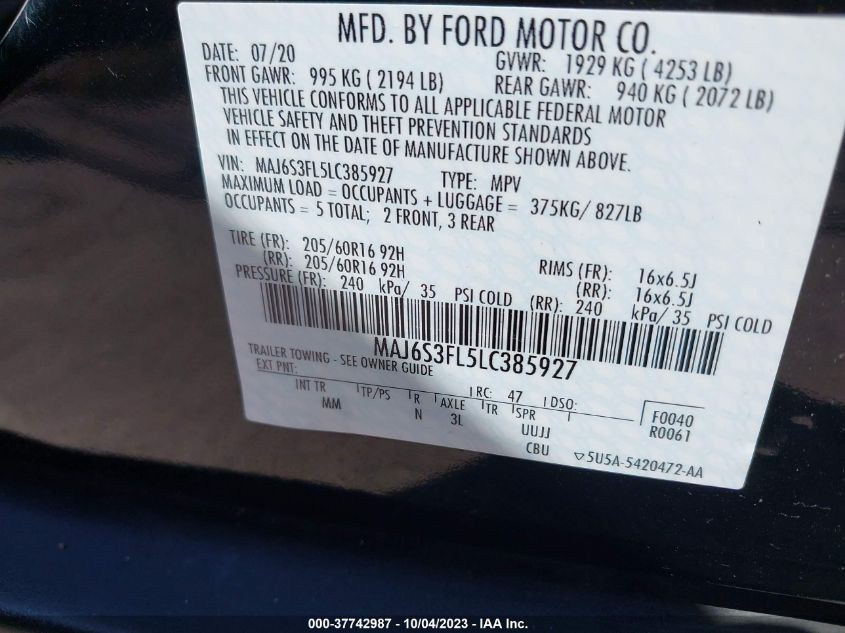 MFD. BY FORD MOTOR CO.
DATE: 07/20 GVWR: 1929 KG ( 4253 LB)
FRONT GAWR: 995 KG ( 2194 LB) REAR GAWR: 940 KG ( 2072 LB)
THIS VEHICLE CONFORMS TO ALL APPLICABLE FEDERAL MOTOR
VEHICLE SAFETY AND THEFT PREVENTION STANDARDS
IN EFFECT ON THE DATE OF MANUFACTURE SHOWN ABOVE.
VIN: MAJ6S3FL5LC385927 TYPE: MPV
MAXIMUM LOAD = OCCUPANTS + LUGGAGE = 375KG/ 827LB
OCCUPANTS = 5 TOTAL; 2 FRONT, 3 REAR
TIRE (FR): 205/60R16 92H RIMS (FR): 16x6.5J
(RR): 205/60R16 92H (RR): 16x6.5J
PRESSURE (FR): 240 kPa/ 35 PSI COLD (RR): 240 kPa/ 35 PSI COLD
MAJ6S3FL5LC385927
TRAILER TOWING - SEE OWNER GUIDE
EXT PNT: RC: 47 DSO:
INT TR TP/PS R AXLE TR SPR F0040
MM N 3L UUJJ R0061
CBU 5U5A-5420472-AA
000-37742987 - 10/04/2023 - IAA Inc.